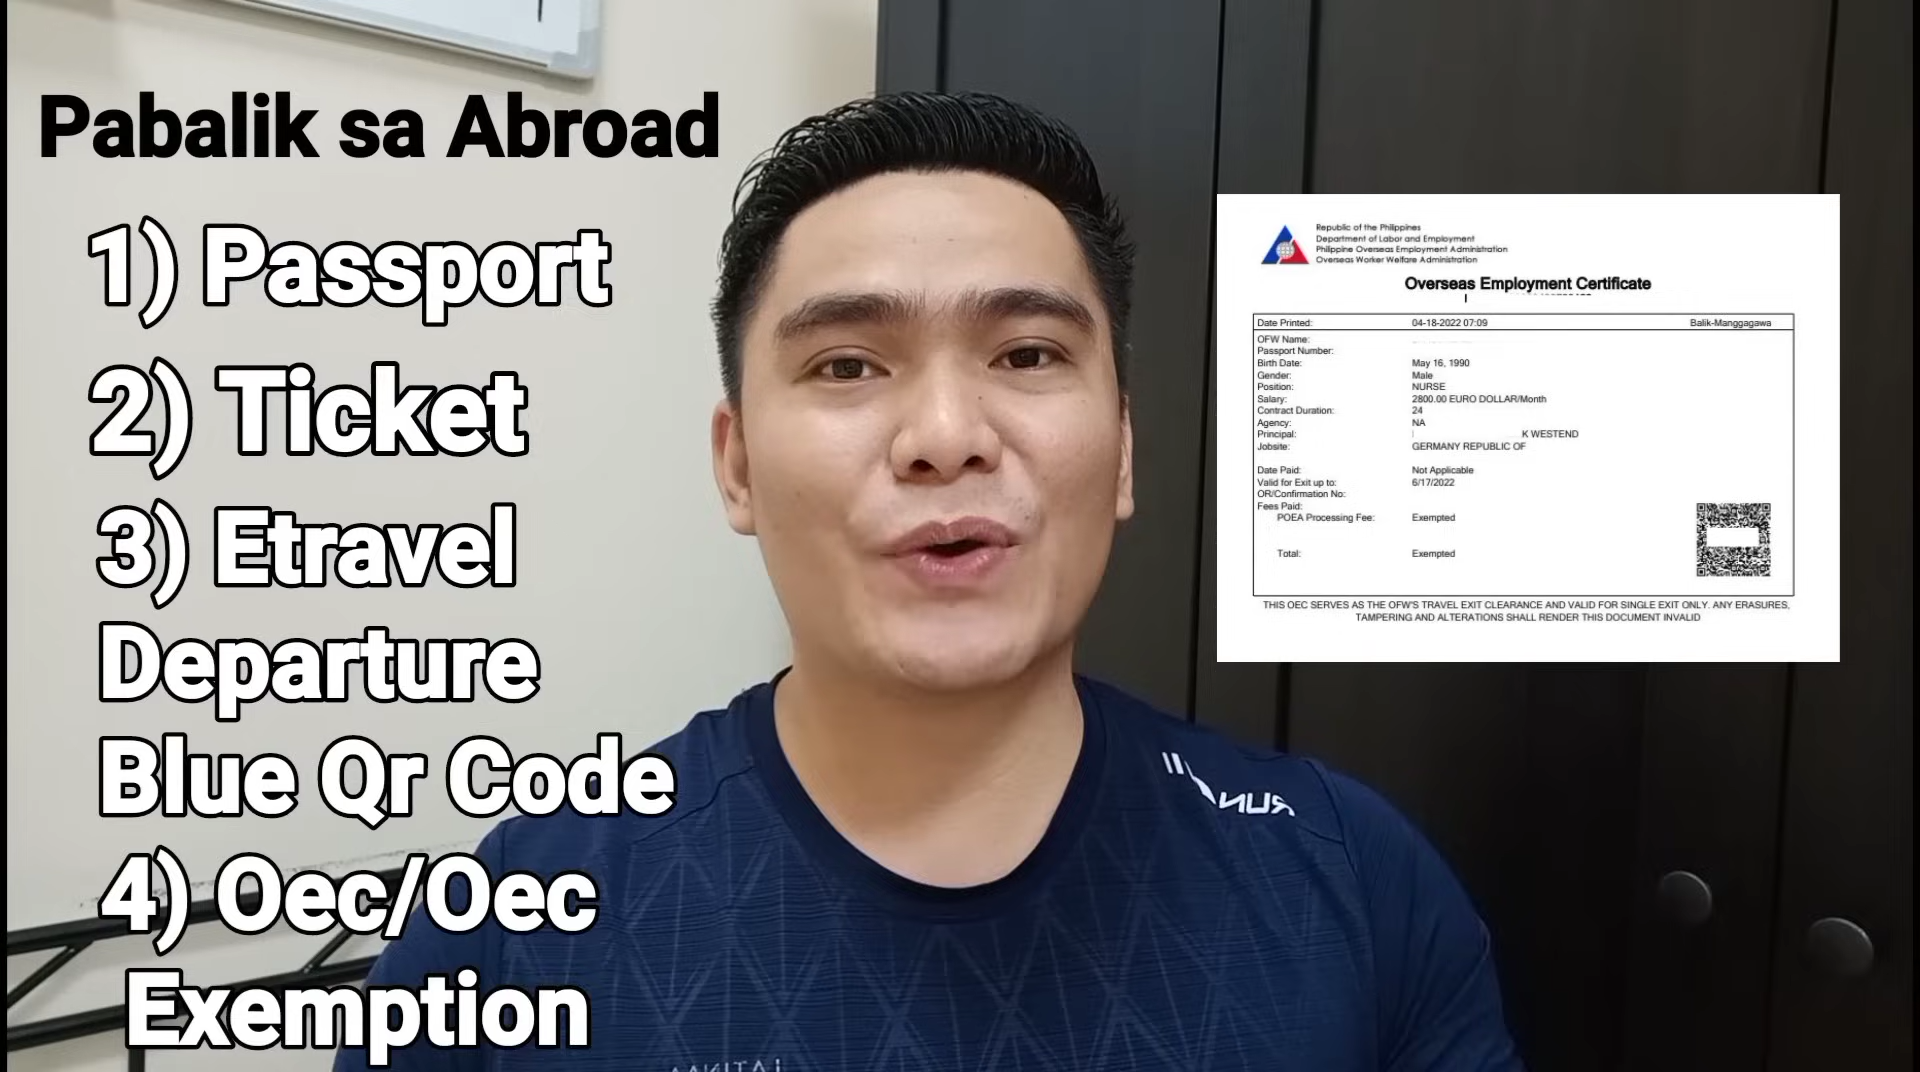 Pabalik sa Abroad
1) Passport
2) Ticket
3) Etravel
Departure
Blue Qr Code
4) Oec/Oec
Exemption
Republic of the Philippines
Department of Labor and Employment
Philippine Overseas Employment Administration
Overseas Worker Welfare Administration
Overseas Employment Certificate
Date Printed: 04-18-2022 07:09 Balik-Manggagawa
OFW Name:
Passport Number:
Birth Date: May 16, 1990
Gender: Male
Position: NURSE
Salary: 2800.00 EURO DOLLAR/Month
Contract Duration: 24
Agency: NA
Principal: K WESTEND
Jobsite: GERMANY REPUBLIC OF
Date Paid: Not Applicable
Valid for Exit up to: 6/17/2022
OR/Confirmation No:
Fees Paid:
POEA Processing Fee: Exempted
Total: Exempted
THIS OEC SERVES AS THE OFW'S TRAVEL EXIT CLEARANCE AND VALID FOR SINGLE EXIT ONLY. ANY ERASURES,
TAMPERING AND ALTERATIONS SHALL RENDER THIS DOCUMENT INVALID
RUN